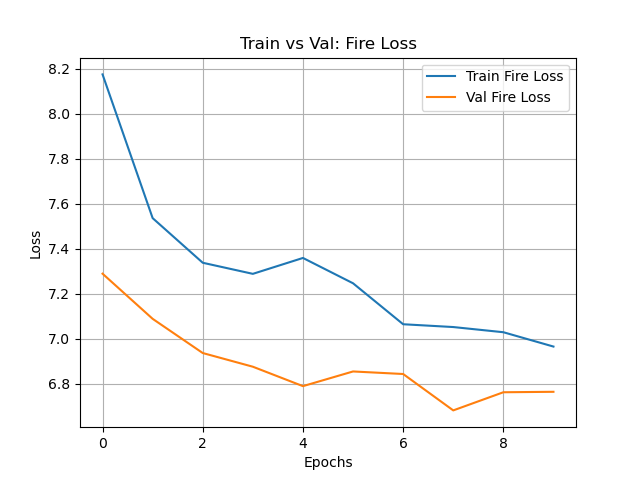 Train vs Val: Fire Loss
Train Fire Loss
Val Fire Loss
8.2
8.0
7.8
7.6
7.4
7.2
7.0
6.8
Loss
0 2 4 6 8
Epochs